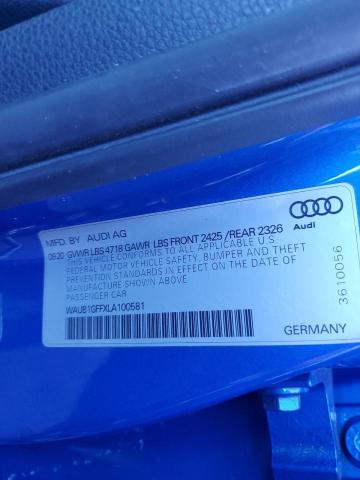 MFD. BY AUDI AG
08/20 GVWR LBS 4718 GAWR LBS FRONT 2425 /REAR 2326
THIS VEHICLE CONFORMS TO ALL APPLICABLE U.S.
FEDERAL MOTOR VEHICLE SAFETY, BUMPER, AND THEFT
PREVENTION STANDARDS IN EFFECT ON THE DATE OF
MANUFACTURE SHOWN ABOVE.
PASSENGER CAR
WAUB1GFFXLA100581
Audi
3610056
GERMANY